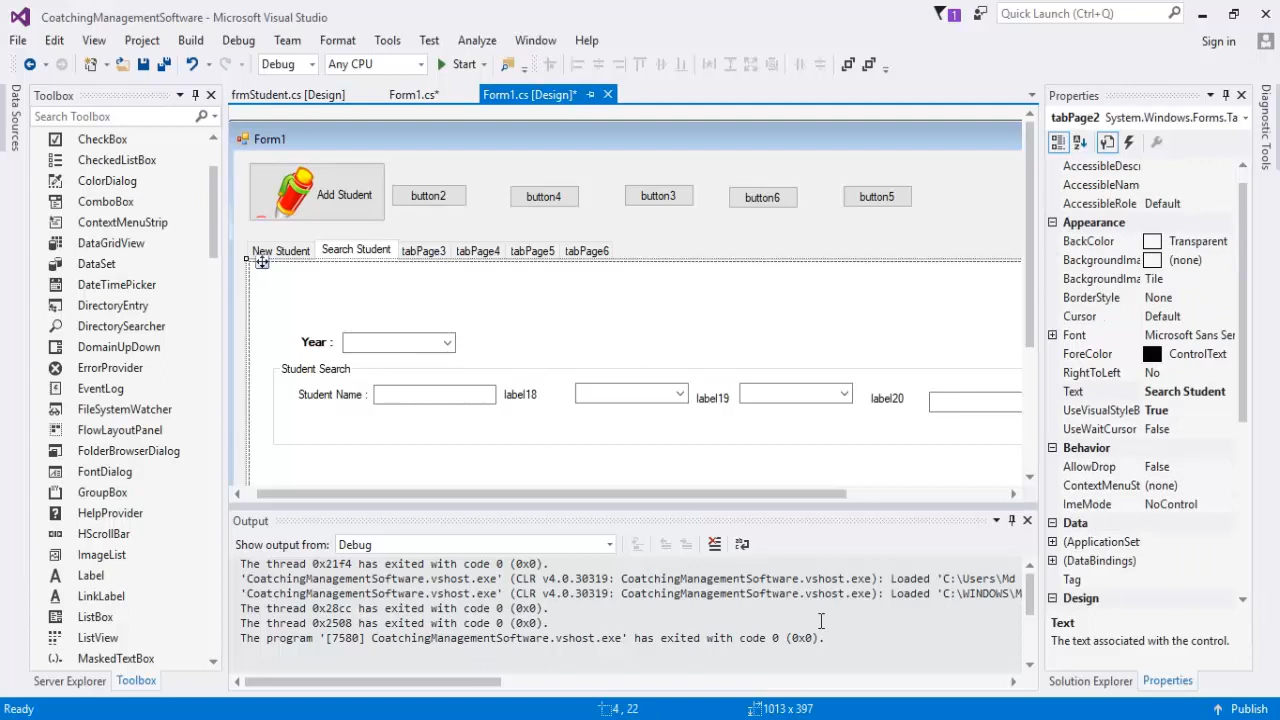 CoatchingManagementSoftware - Microsoft Visual Studio
1
Quick Launch (Ctrl+Q)
File Edit View Project Build Debug Team Format Tools Test Analyze Window Help
Sign in
Debug Any CPU Start
Data Sources
Toolbox
Search Toolbox
CheckBox
CheckedListBox
ColorDialog
ComboBox
ContextMenuStrip
DataGridView
DataSet
DateTimePicker
DirectoryEntry
DirectorySearcher
DomainUpDown
ErrorProvider
EventLog
FileSystemWatcher
FlowLayoutPanel
FolderBrowserDialog
FontDialog
GroupBox
HelpProvider
HScrollBar
ImageList
Label
LinkLabel
ListBox
ListView
MaskedTextBox
Server Explorer Toolbox
frmStudent.cs [Design] Form1.cs* Form1.cs [Design]*
Form1
Add Student button2 button4 button3 button6 button5
New Student Search Student tabPage3 tabPage4 tabPage5 tabPage6
Year :
Student Search
Student Name : label18 label19 label20
Output
Show output from: Debug
The thread 0x21f4 has exited with code 0 (0x0).
'CoatchingManagementSoftware.vshost.exe' (CLR v4.0.30319: CoatchingManagementSoftware.vshost.exe): Loaded 'C:\Users\Md
'CoatchingManagementSoftware.vshost.exe' (CLR v4.0.30319: CoatchingManagementSoftware.vshost.exe): Loaded 'C:\WINDOWS\M
The thread 0x28cc has exited with code 0 (0x0).
The thread 0x2508 has exited with code 0 (0x0).
The program '[7580] CoatchingManagementSoftware.vshost.exe' has exited with code 0 (0x0).
Properties
tabPage2 System.Windows.Forms.Ta
AccessibleDescri
AccessibleNam
AccessibleRole Default
Appearance
BackColor Transparent
BackgroundIma (none)
BackgroundIma Tile
BorderStyle None
Cursor Default
Font Microsoft Sans Ser
ForeColor ControlText
RightToLeft No
Text Search Student
UseVisualStyleB True
UseWaitCursor False
Behavior
AllowDrop False
ContextMenuSt (none)
ImeMode NoControl
Data
(ApplicationSet
(DataBindings)
Tag
Design
Text
The text associated with the control.
Solution Explorer Properties
Diagnostic Tools
Ready 4 , 22 1013 x 397 Publish